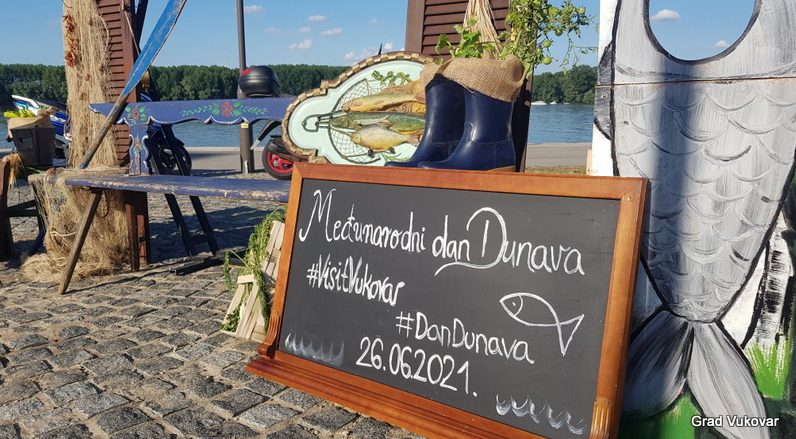 Međunarodni dan Dunava
#VisitVukovar
#DanDunava
26.06.2021.
Grad Vukovar